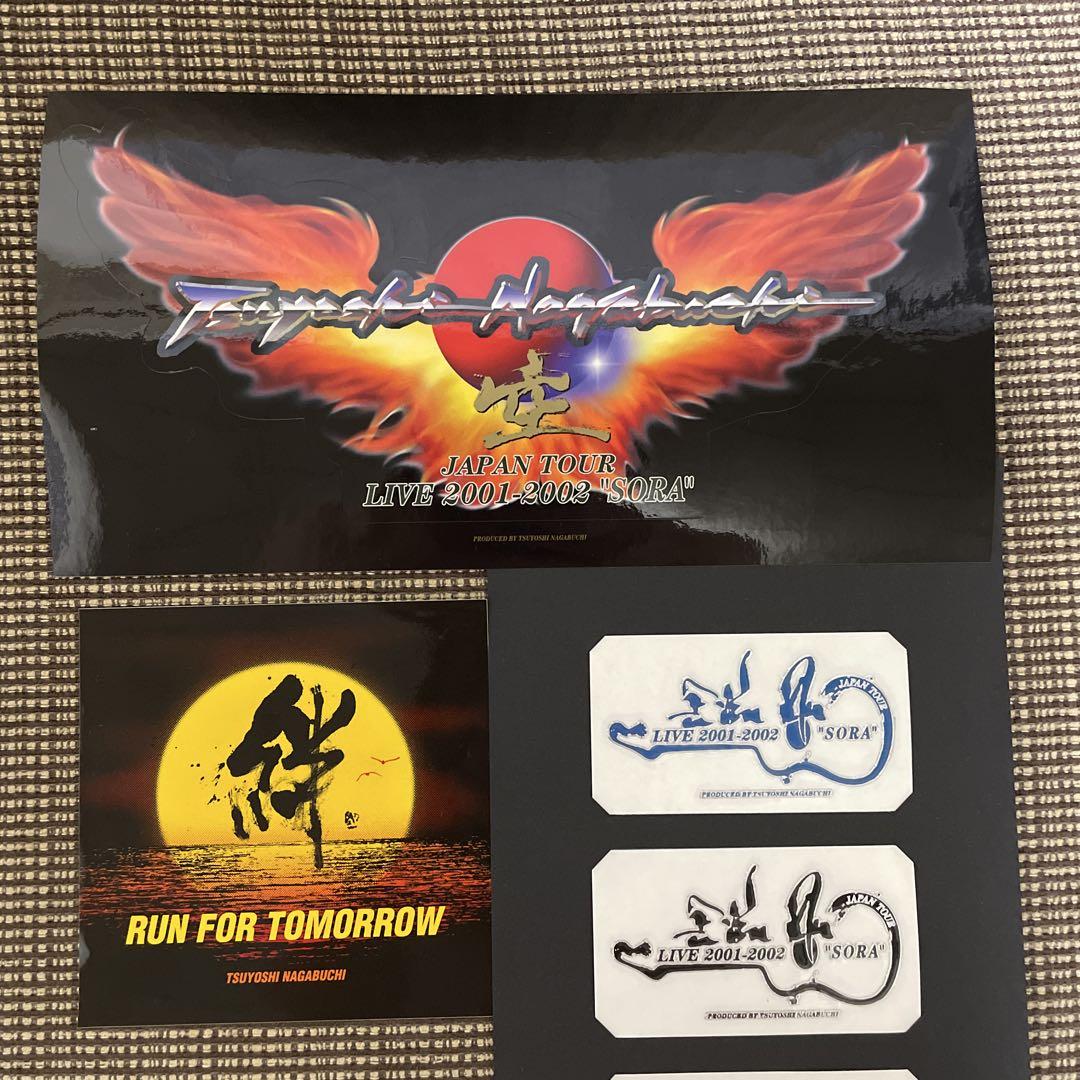 Tsuyoshi Nagabuchi
空
JAPAN TOUR
LIVE 2001-2002 "SORA"
PRODUCED BY TSUYOSHI NAGABUCHI
絆
RUN FOR TOMORROW
TSUYOSHI NAGABUCHI
JAPAN TOUR
LIVE 2001-2002 "SORA"
PRODUCED BY TSUYOSHI NAGABUCHI
JAPAN TOUR
LIVE 2001-2002 "SORA"
PRODUCED BY TSUYOSHI NAGABUCHI